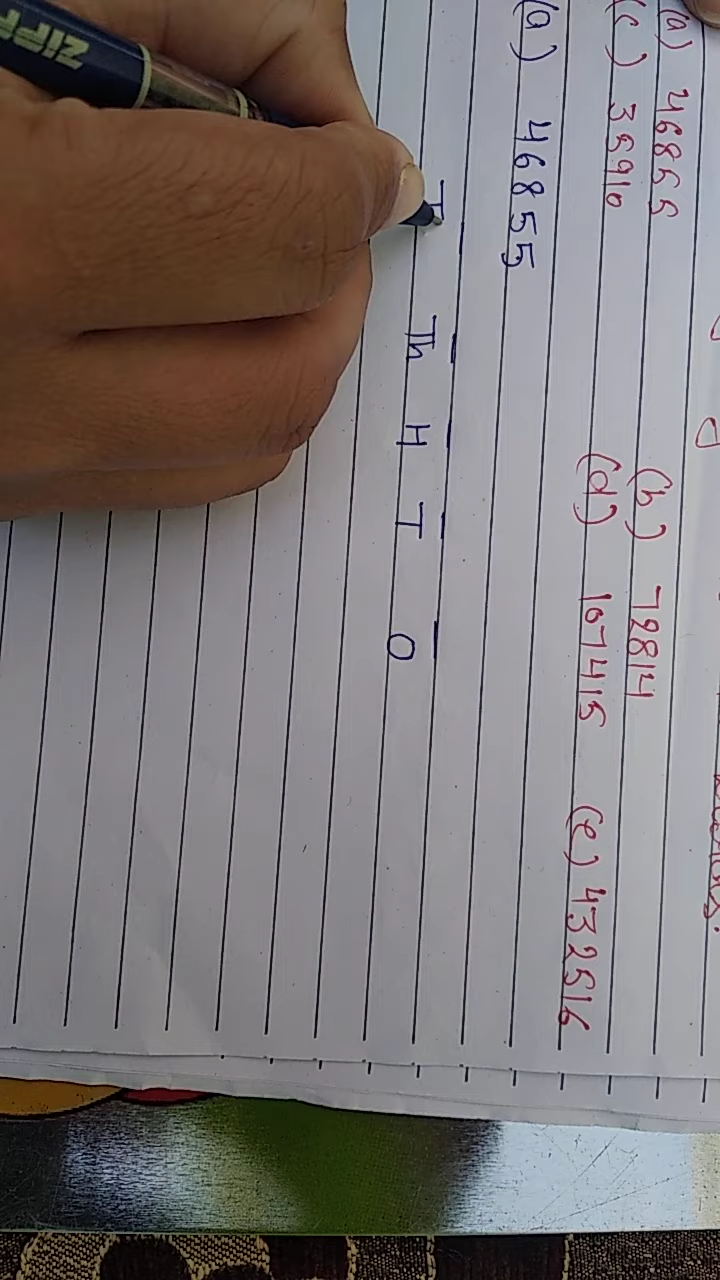 (a) 46855 (b) 72814
(c) 35910 (d) 107415 (e) 432516
(a) 46855
T Th H T O
ZIPP